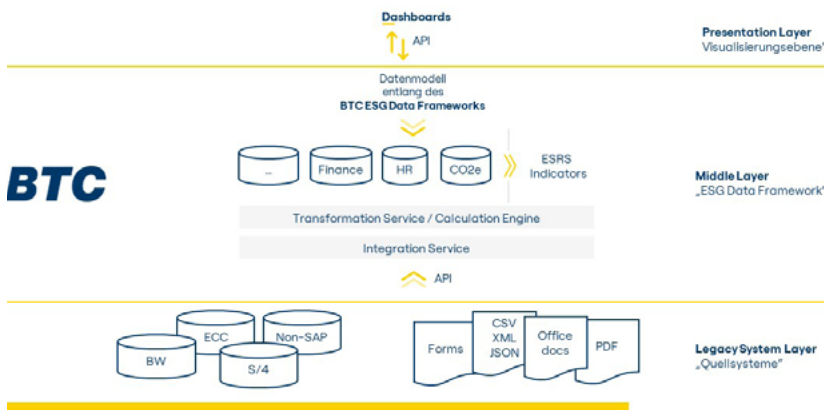 Dashboards
API
Presentation Layer
Visualisierungsebene"
Datenmodell
entlang des
BTC ESG Data Frameworks
...
Finance
HR
CO2e
ESRS
Indicators
BTC
Middle Layer
„ESG Data Framework"
Transformation Service / Calculation Engine
Integration Service
API
ECC
Non-SAP
BW
S/4
Forms
CSV
XML
JSON
Office
docs
PDF
Legacy System Layer
„Quellsysteme"